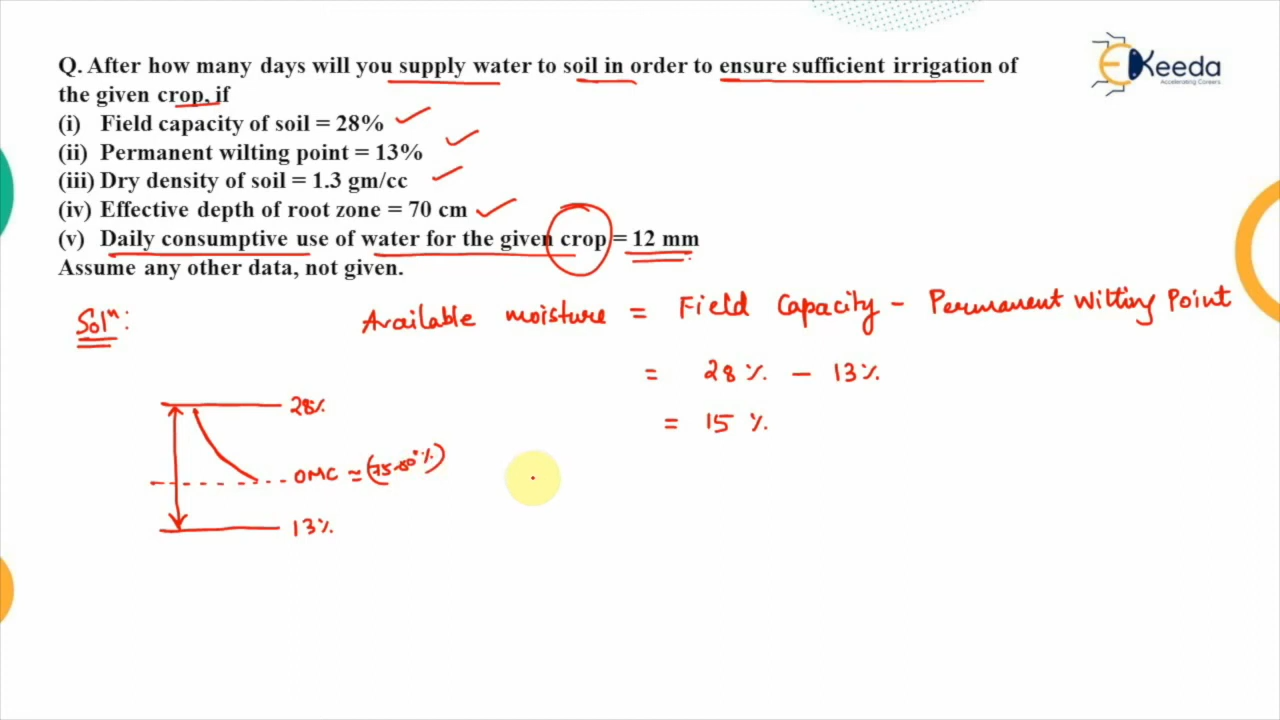 Q. After how many days will you supply water to soil in order to ensure sufficient irrigation of
the given crop, if
(i) Field capacity of soil = 28%
(ii) Permanent wilting point = 13%
(iii) Dry density of soil = 1.3 gm/cc
(iv) Effective depth of root zone = 70 cm
(v) Daily consumptive use of water for the given crop = 12 mm
Assume any other data, not given.
EKeeda
Accelerating Careers
Solⁿ: Available moisture = Field Capacity - Permanent Wilting Point
= 28% - 13%
= 15%
28%
OMC ≈ (75-80%)
13%